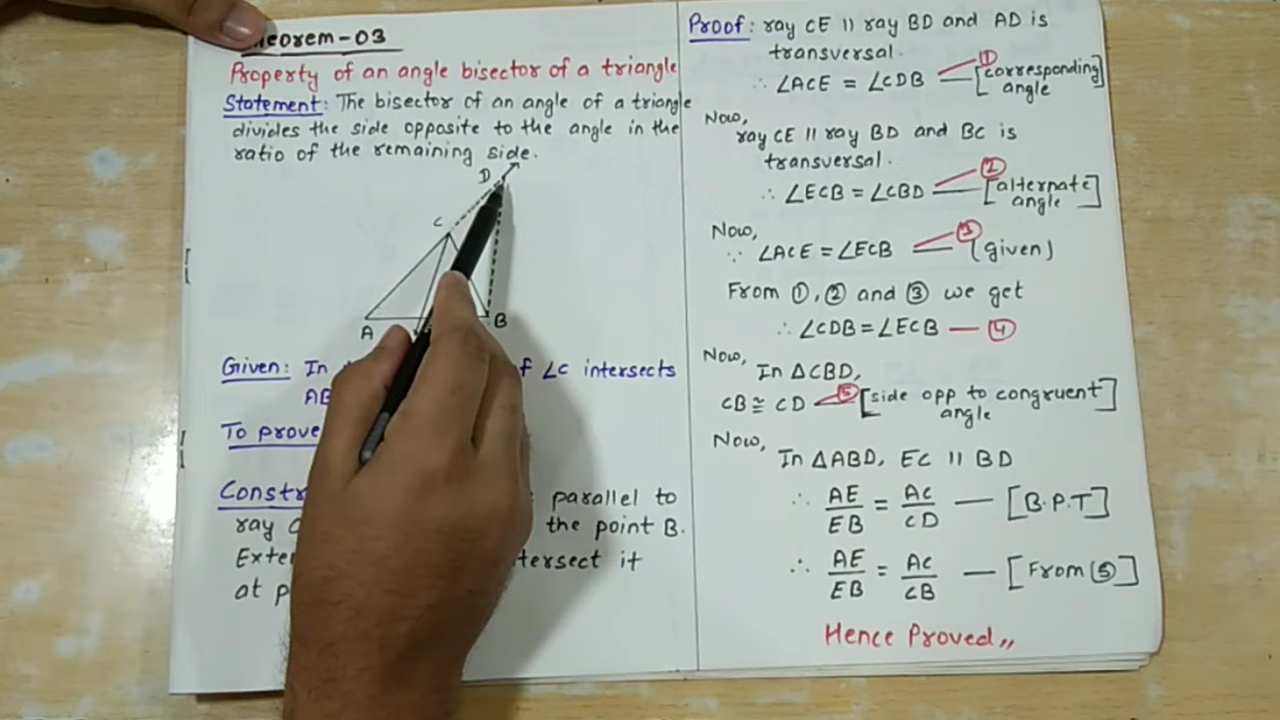 eorem-03
Property of an angle bisector of a triangle
Statement: The bisector of an angle of a triangle
divides the side opposite to the angle in the
ratio of the remaining side.
D
C
A
B
Given: In
∠C intersects
AB
To prove
Constr
parallel to
ray
the point B.
Exte
tersect it
at p
Proof: ray CE || ray BD and AD is
transversal.
∴ ∠ACE = ∠CDB — ① [corresponding
angle]
Now,
ray CE || ray BD and BC is
transversal.
∴ ∠ECB = ∠CBD — ② [alternate
angle]
Now,
∵ ∠ACE = ∠ECB — ③ (given)
From ①, ② and ③ we get
∴ ∠CDB = ∠ECB — ④
Now,
In ΔCBD,
CB ≅ CD — ⑤ [side opp to congruent
angle]
Now,
In ΔABD, EC || BD
∴ AE/EB = AC/CD — [B.P.T]
∴ AE/EB = AC/CB — [From ⑤]
Hence Proved,,